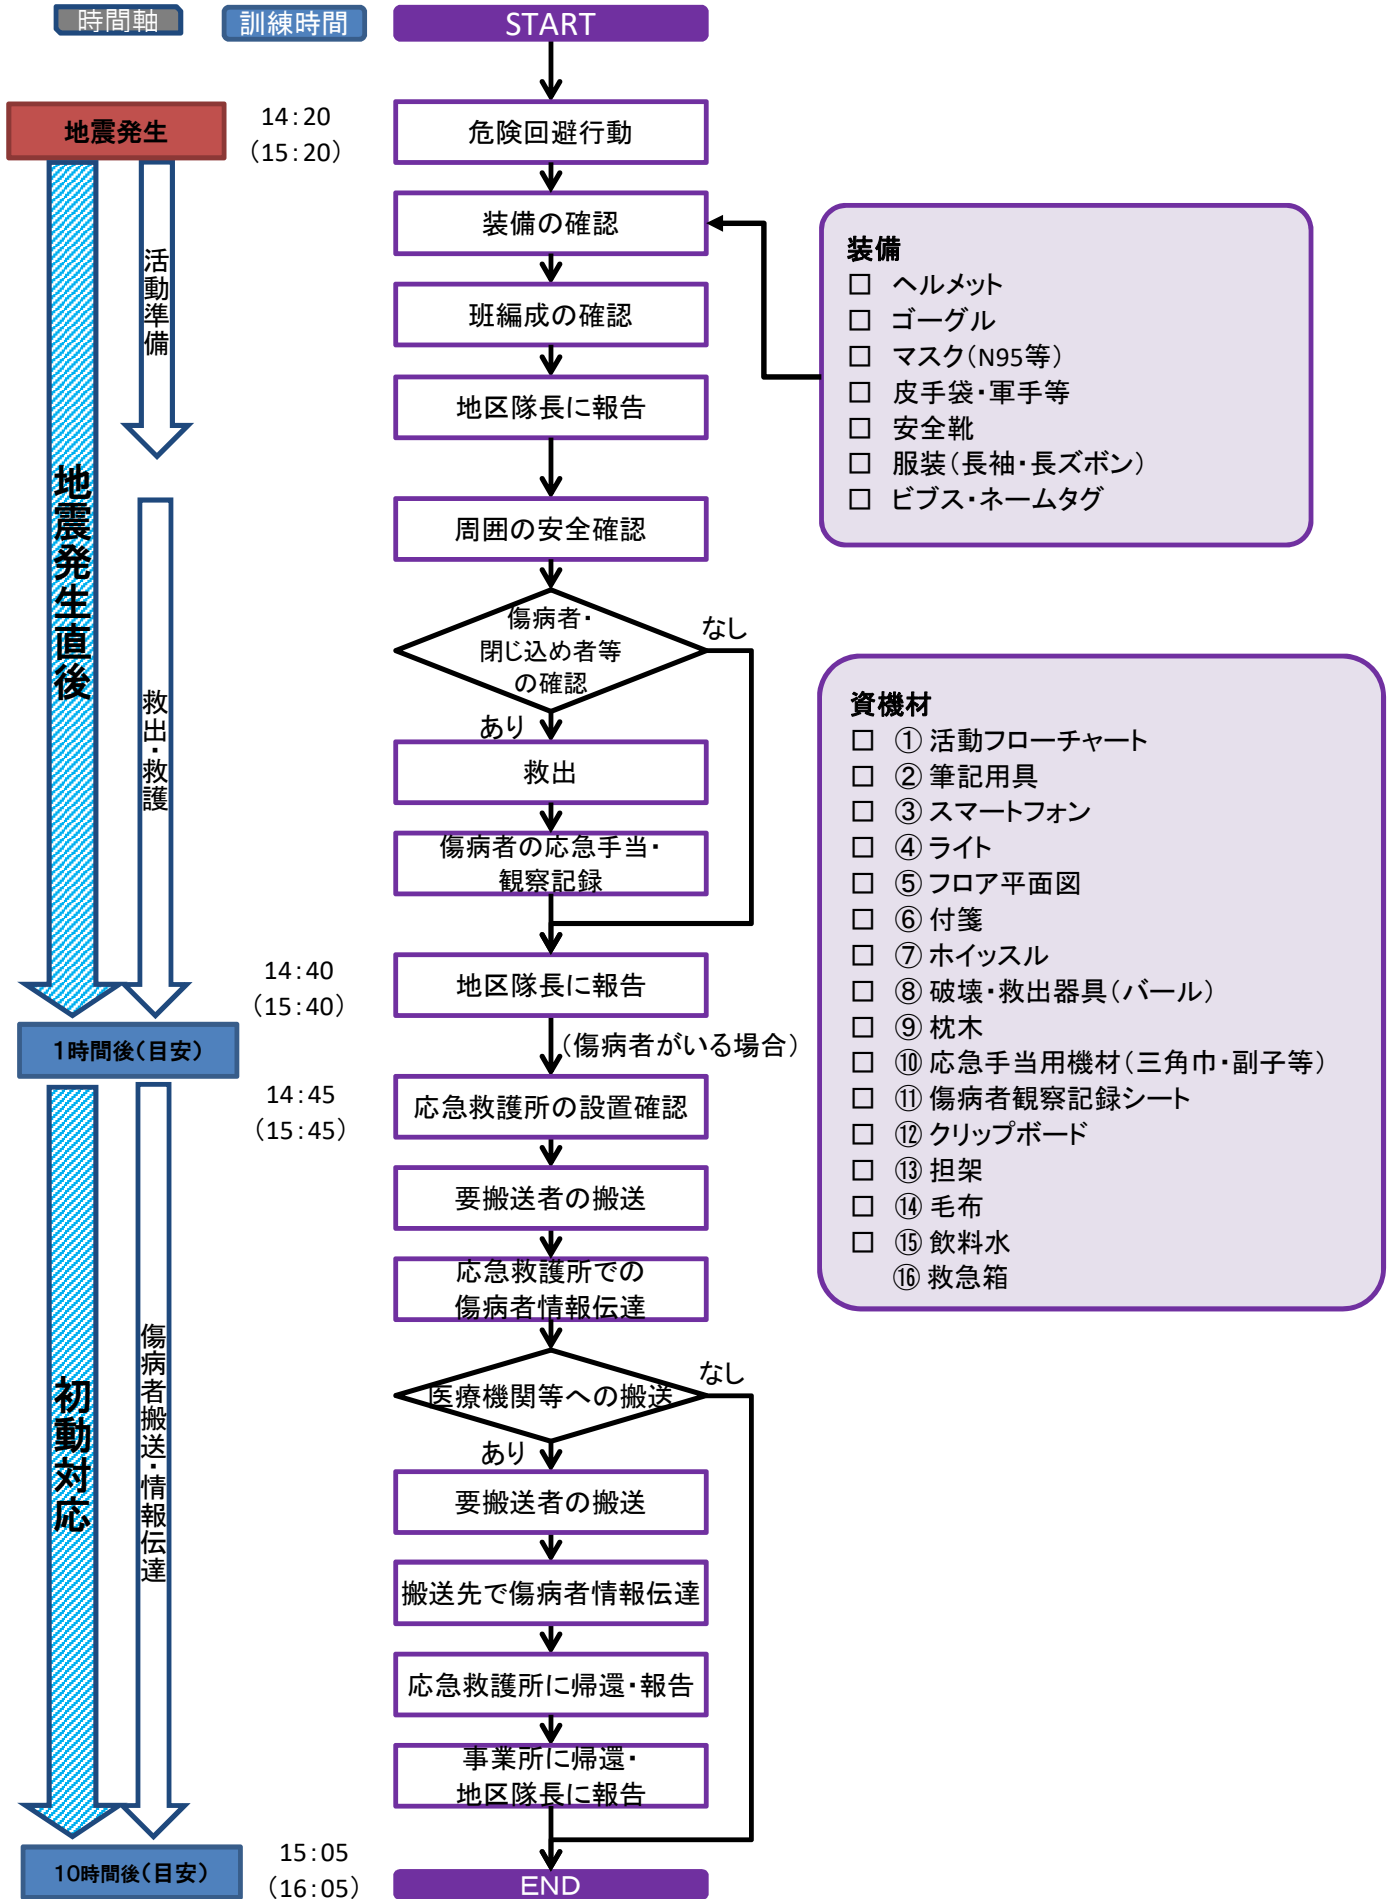 時間軸
訓練時間
START
地震発生
14:20
(15:20)
危険回避行動
装備の確認
班編成の確認
地区隊長に報告
活動準備
装備
□ ヘルメット
□ ゴーグル
□ マスク(N95等)
□ 皮手袋・軍手等
□ 安全靴
□ 服装(長袖・長ズボン)
□ ビブス・ネームタグ
地震発生直後
周囲の安全確認
傷病者・
閉じ込め者等
の確認
なし
あり
救出
傷病者の応急手当・
観察記録
救出・救護
14:40
(15:40)
地区隊長に報告
(傷病者がいる場合)
1時間後(目安)
資機材
□ ①活動フローチャート
□ ②筆記用具
□ ③スマートフォン
□ ④ライト
□ ⑤フロア平面図
□ ⑥付箋
□ ⑦ホイッスル
□ ⑧破壊・救出器具(バール)
□ ⑨枕木
□ ⑩応急手当用機材(三角巾・副子等)
□ ⑪傷病者観察記録シート
□ ⑫クリップボード
□ ⑬担架
□ ⑭毛布
□ ⑮飲料水
⑯救急箱
14:45
(15:45)
応急救護所の設置確認
要搬送者の搬送
応急救護所での
傷病者情報伝達
医療機関等への搬送
なし
あり
初動対応
傷病者搬送・情報伝達
要搬送者の搬送
搬送先で傷病者情報伝達
応急救護所に帰還・報告
事業所に帰還・
地区隊長に報告
10時間後(目安)
15:05
(16:05)
END